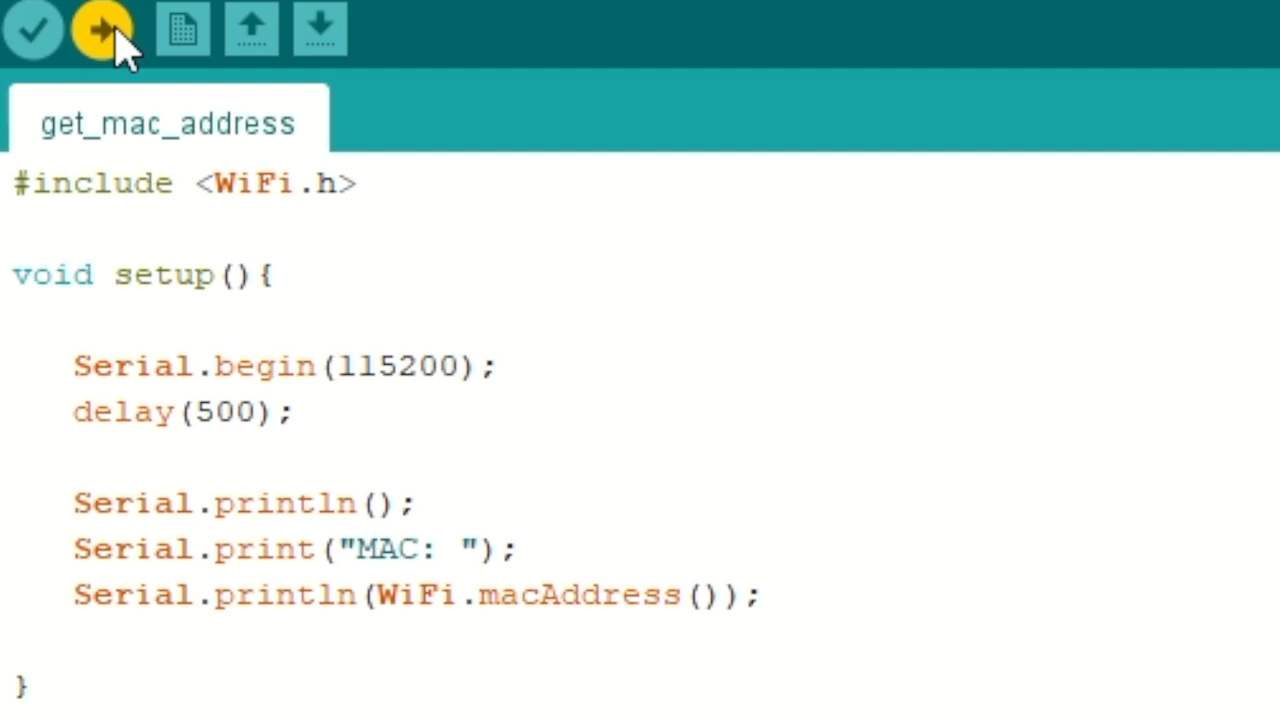 get_mac_address
#include <WiFi.h>
void setup(){
Serial.begin(115200);
delay(500);
Serial.println();
Serial.print("MAC: ");
Serial.println(WiFi.macAddress());
}